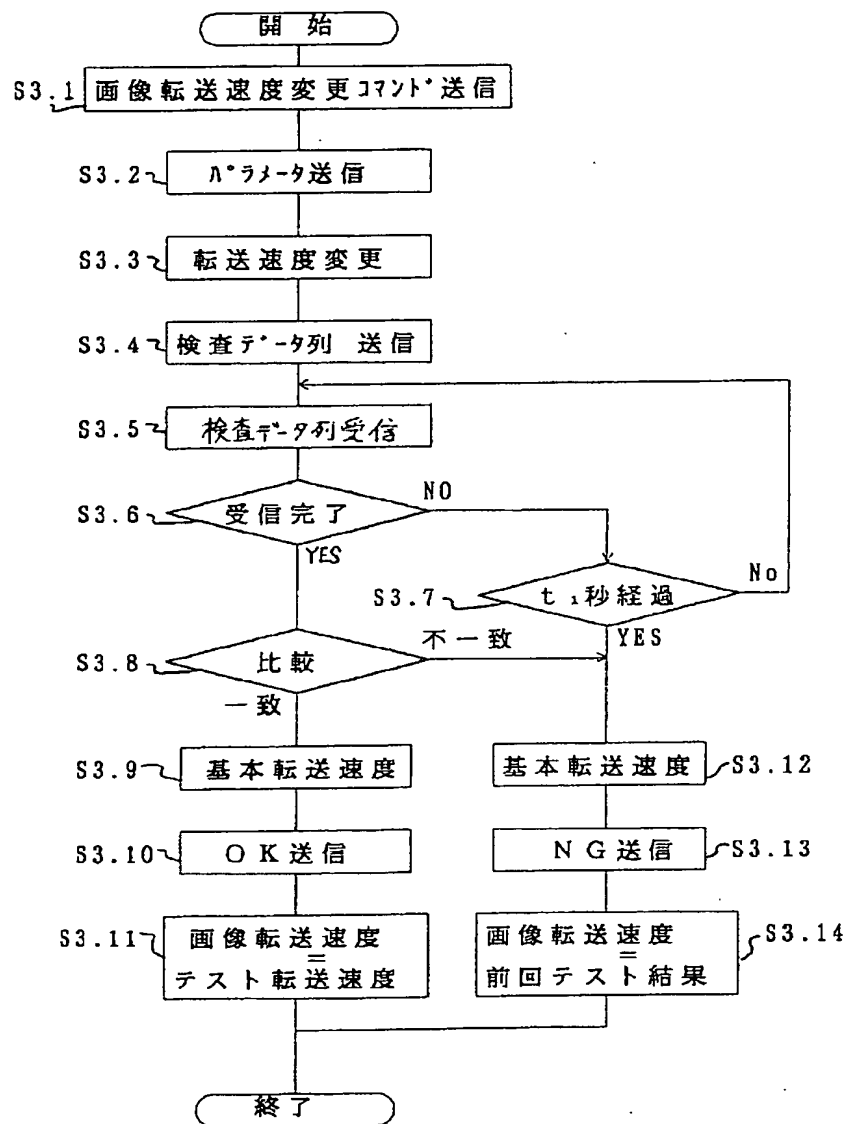 開始
S3.1 画像転送速度変更コマンド送信
S3.2 パラメータ送信
S3.3 転送速度変更
S3.4 検査データ列 送信
S3.5 検査データ列受信
S3.6 受信完了 NO
YES
S3.7 t₁秒経過 No
YES
S3.8 比較 不一致
一致
S3.9 基本転送速度
基本転送速度 S3.12
S3.10 OK送信
NG送信 S3.13
S3.11 画像転送速度
=
テスト転送速度
画像転送速度 S3.14
=
前回テスト結果
終了